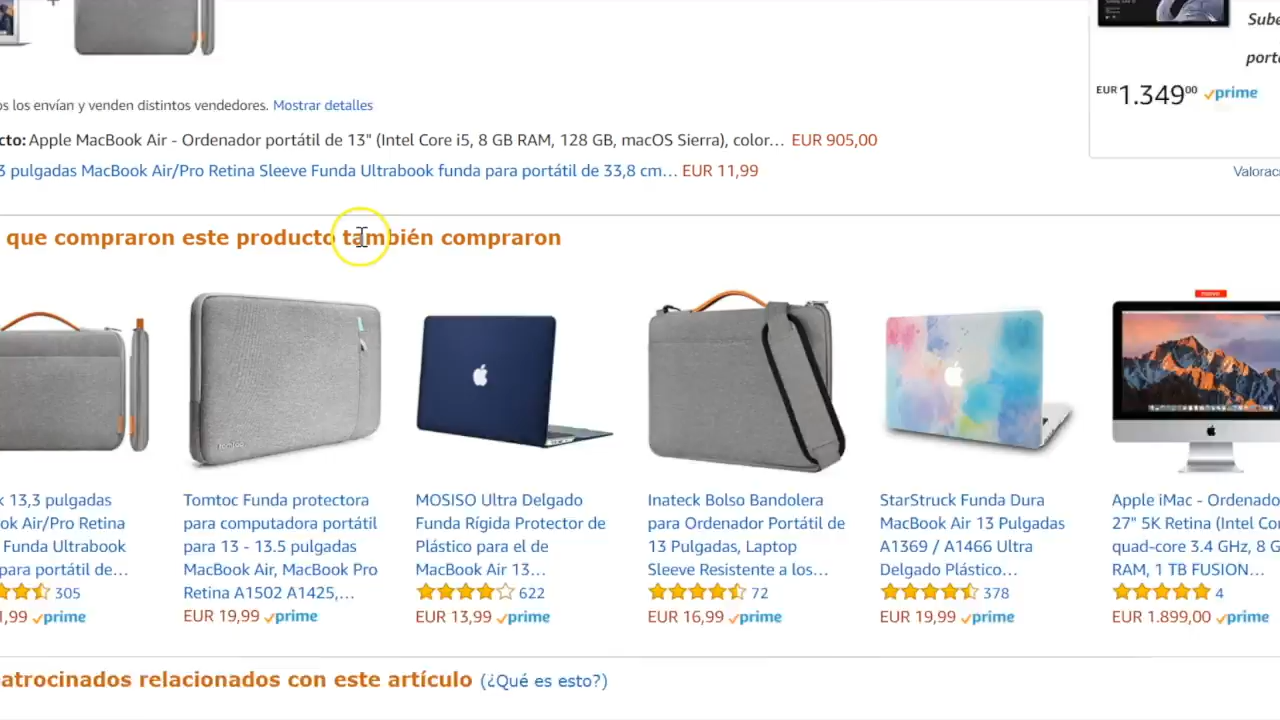 Sube
porta
EUR 1.349⁰⁰ prime
os los envían y venden distintos vendedores. Mostrar detalles
cto: Apple MacBook Air - Ordenador portátil de 13" (Intel Core i5, 8 GB RAM, 128 GB, macOS Sierra), color… EUR 905,00
3 pulgadas MacBook Air/Pro Retina Sleeve Funda Ultrabook funda para portátil de 33,8 cm… EUR 11,99
Valorac
que compraron este producto también compraron
k 13,3 pulgadas
ok Air/Pro Retina
Funda Ultrabook
para portátil de…
305
1,99 prime
tomtoc
Tomtoc Funda protectora
para computadora portátil
para 13 - 13.5 pulgadas
MacBook Air, MacBook Pro
Retina A1502 A1425,…
EUR 19,99 prime
MOSISO Ultra Delgado
Funda Rígida Protector de
Plástico para el de
MacBook Air 13…
622
EUR 13,99 prime
Inateck Bolso Bandolera
para Ordenador Portátil de
13 Pulgadas, Laptop
Sleeve Resistente a los…
72
EUR 16,99 prime
StarStruck Funda Dura
MacBook Air 13 Pulgadas
A1369 / A1466 Ultra
Delgado Plástico…
378
EUR 19,99 prime
Apple iMac - Ordenado
27" 5K Retina (Intel Co
quad-core 3.4 GHz, 8 G
RAM, 1 TB FUSION…
4
EUR 1.899,00 prime
atrocinados relacionados con este artículo (¿Qué es esto?)